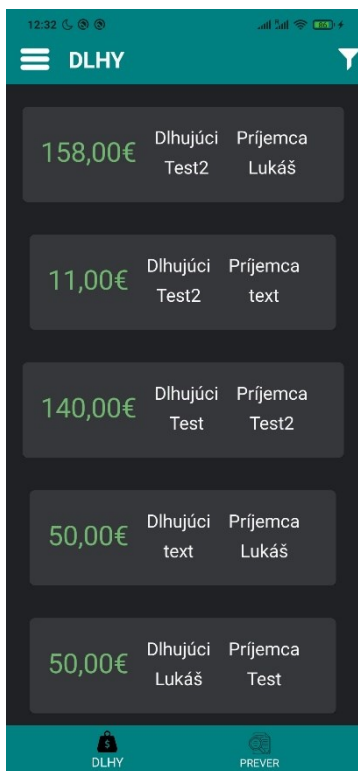 12:32
DLHY
158,00€ Dlhujúci Príjemca
Test2 Lukáš
11,00€ Dlhujúci Príjemca
Test2 text
140,00€ Dlhujúci Príjemca
Test Test2
50,00€ Dlhujúci Príjemca
text Lukáš
50,00€ Dlhujúci Príjemca
Lukáš Test
DLHY PREVER